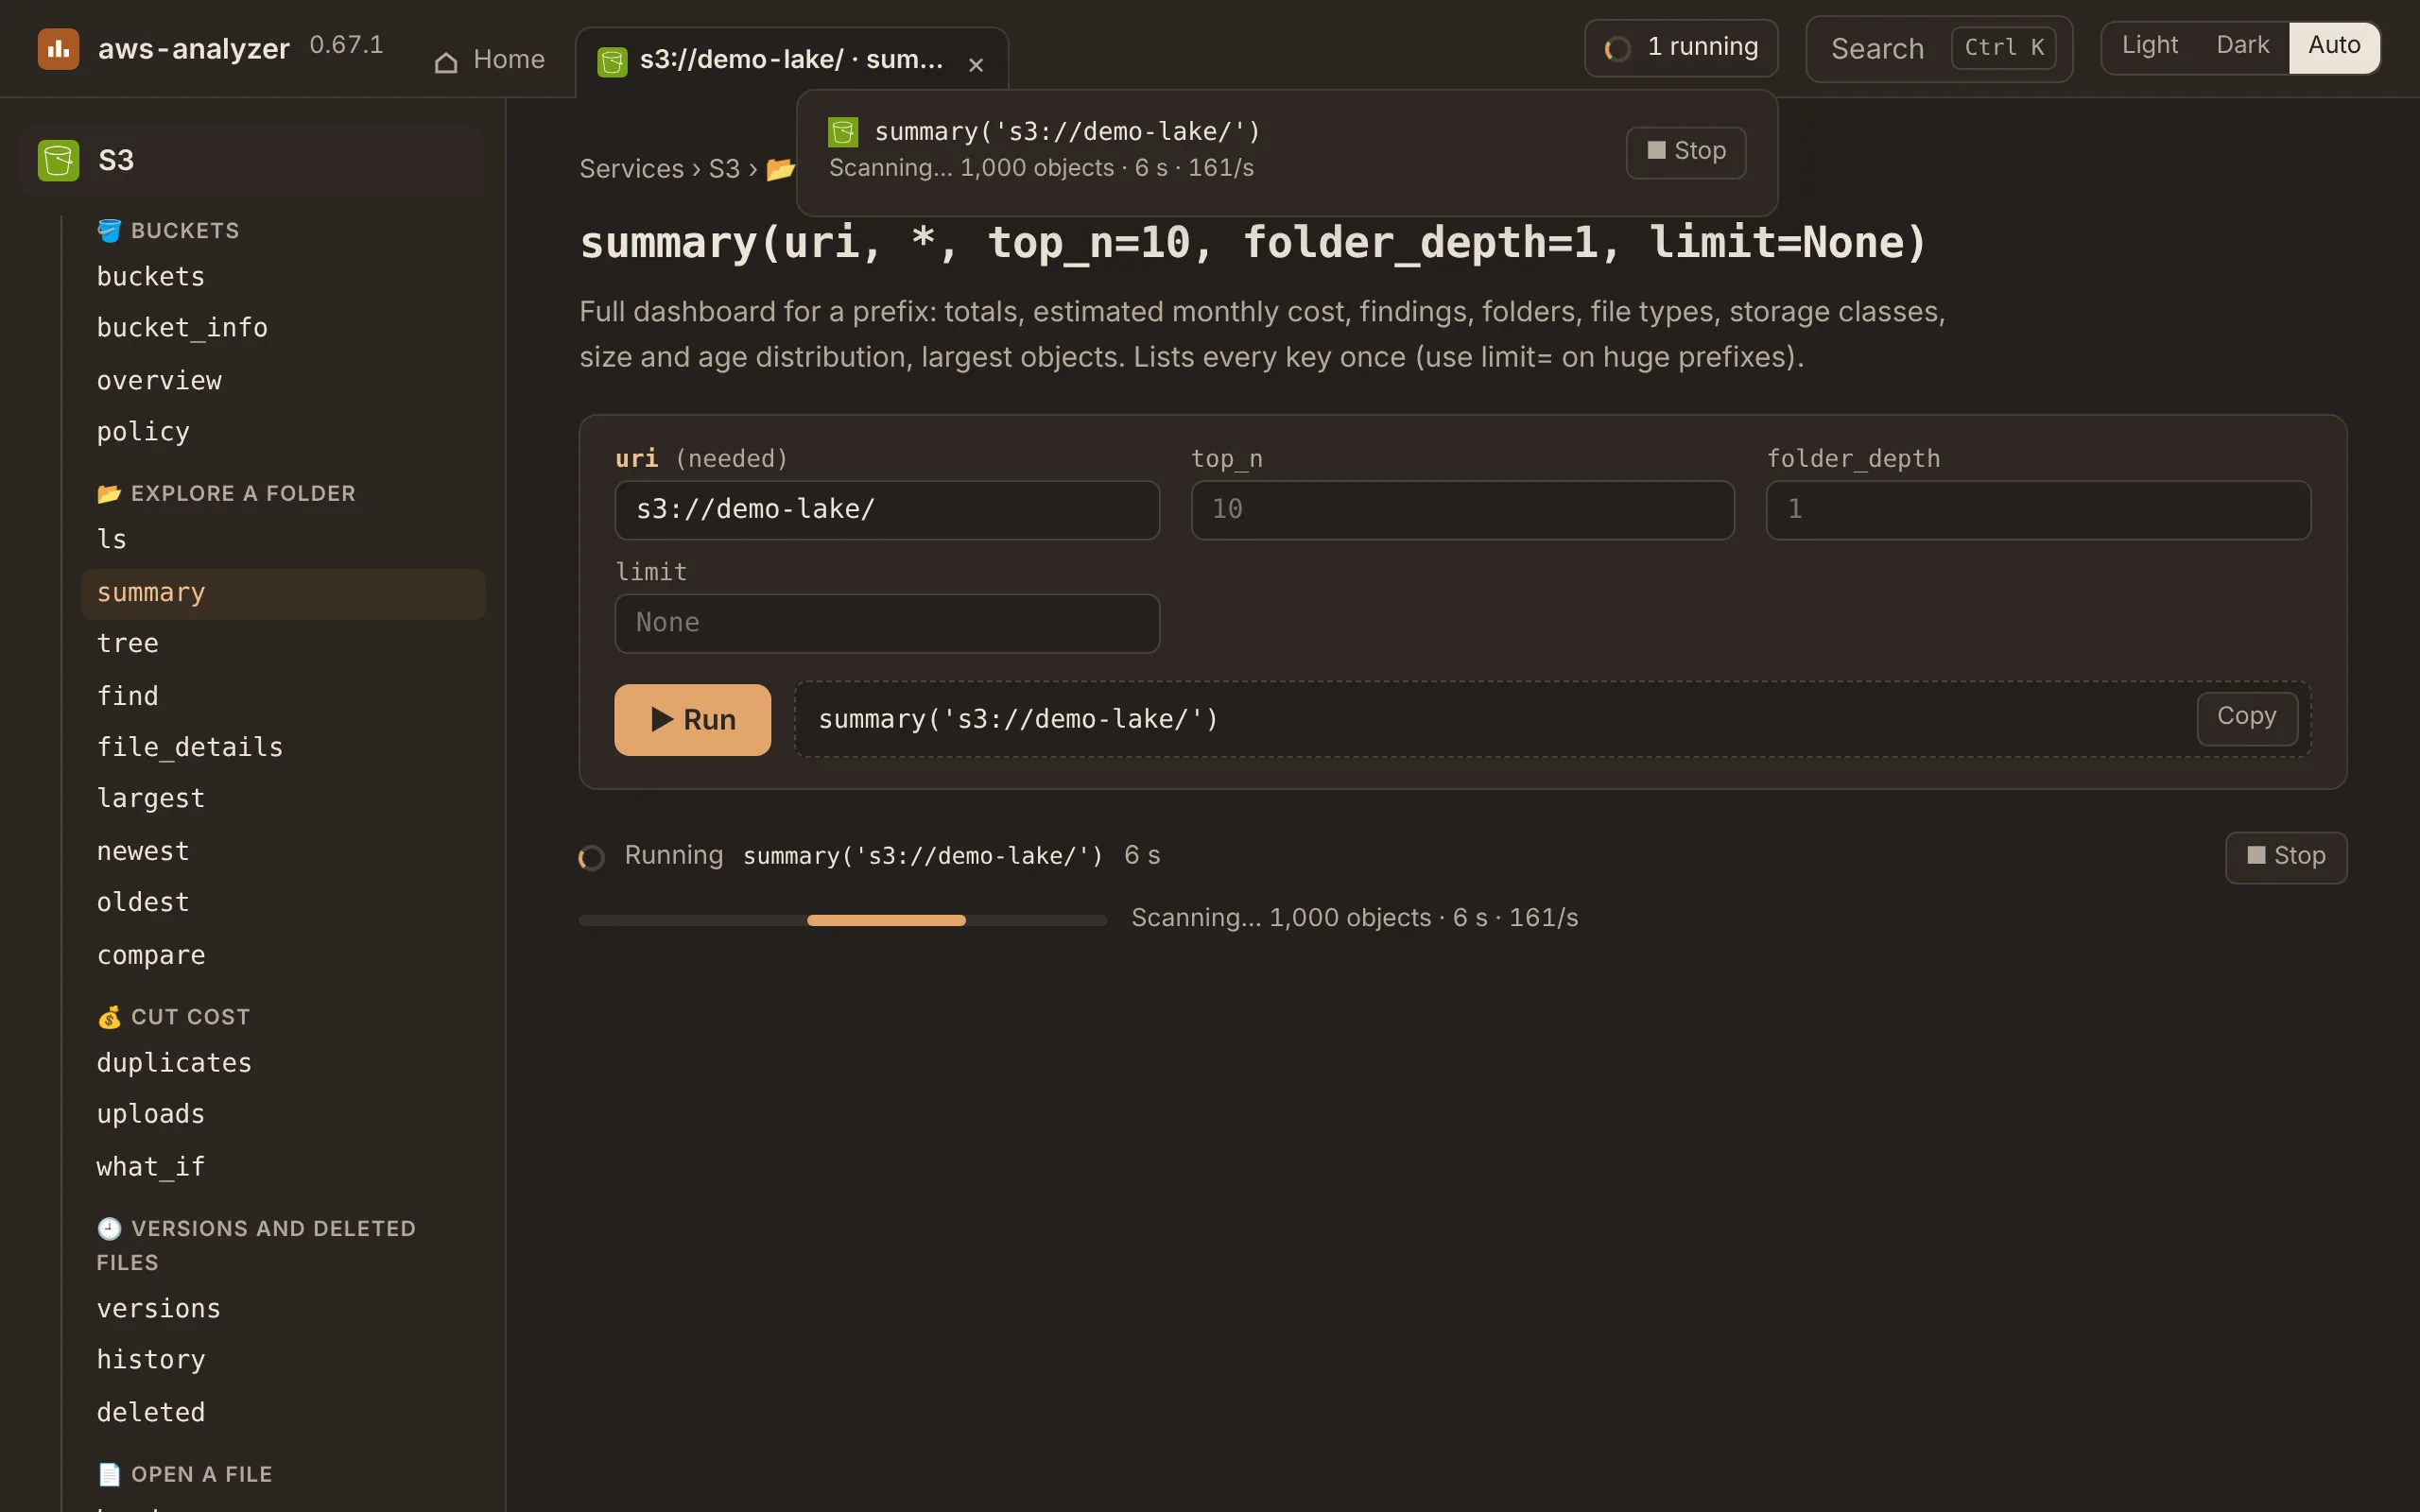 aws-analyzer 0.67.1
Home
s3://demo-lake/ · sum...
×
1 running
Search Ctrl K
Light Dark Auto
summary('s3://demo-lake/')
Scanning… 1,000 objects · 6 s · 161/s
Stop
S3
BUCKETS
buckets
bucket_info
overview
policy
EXPLORE A FOLDER
ls
summary
tree
find
file_details
largest
newest
oldest
compare
CUT COST
duplicates
uploads
what_if
VERSIONS AND DELETED
FILES
versions
history
deleted
OPEN A FILE
Services › S3 ›
summary(uri, *, top_n=10, folder_depth=1, limit=None)
Full dashboard for a prefix: totals, estimated monthly cost, findings, folders, file types, storage classes,
size and age distribution, largest objects. Lists every key once (use limit= on huge prefixes).
uri (needed)
s3://demo-lake/
top_n
10
folder_depth
1
limit
None
Run
summary('s3://demo-lake/')
Copy
Running summary('s3://demo-lake/') 6 s
Stop
Scanning… 1,000 objects · 6 s · 161/s